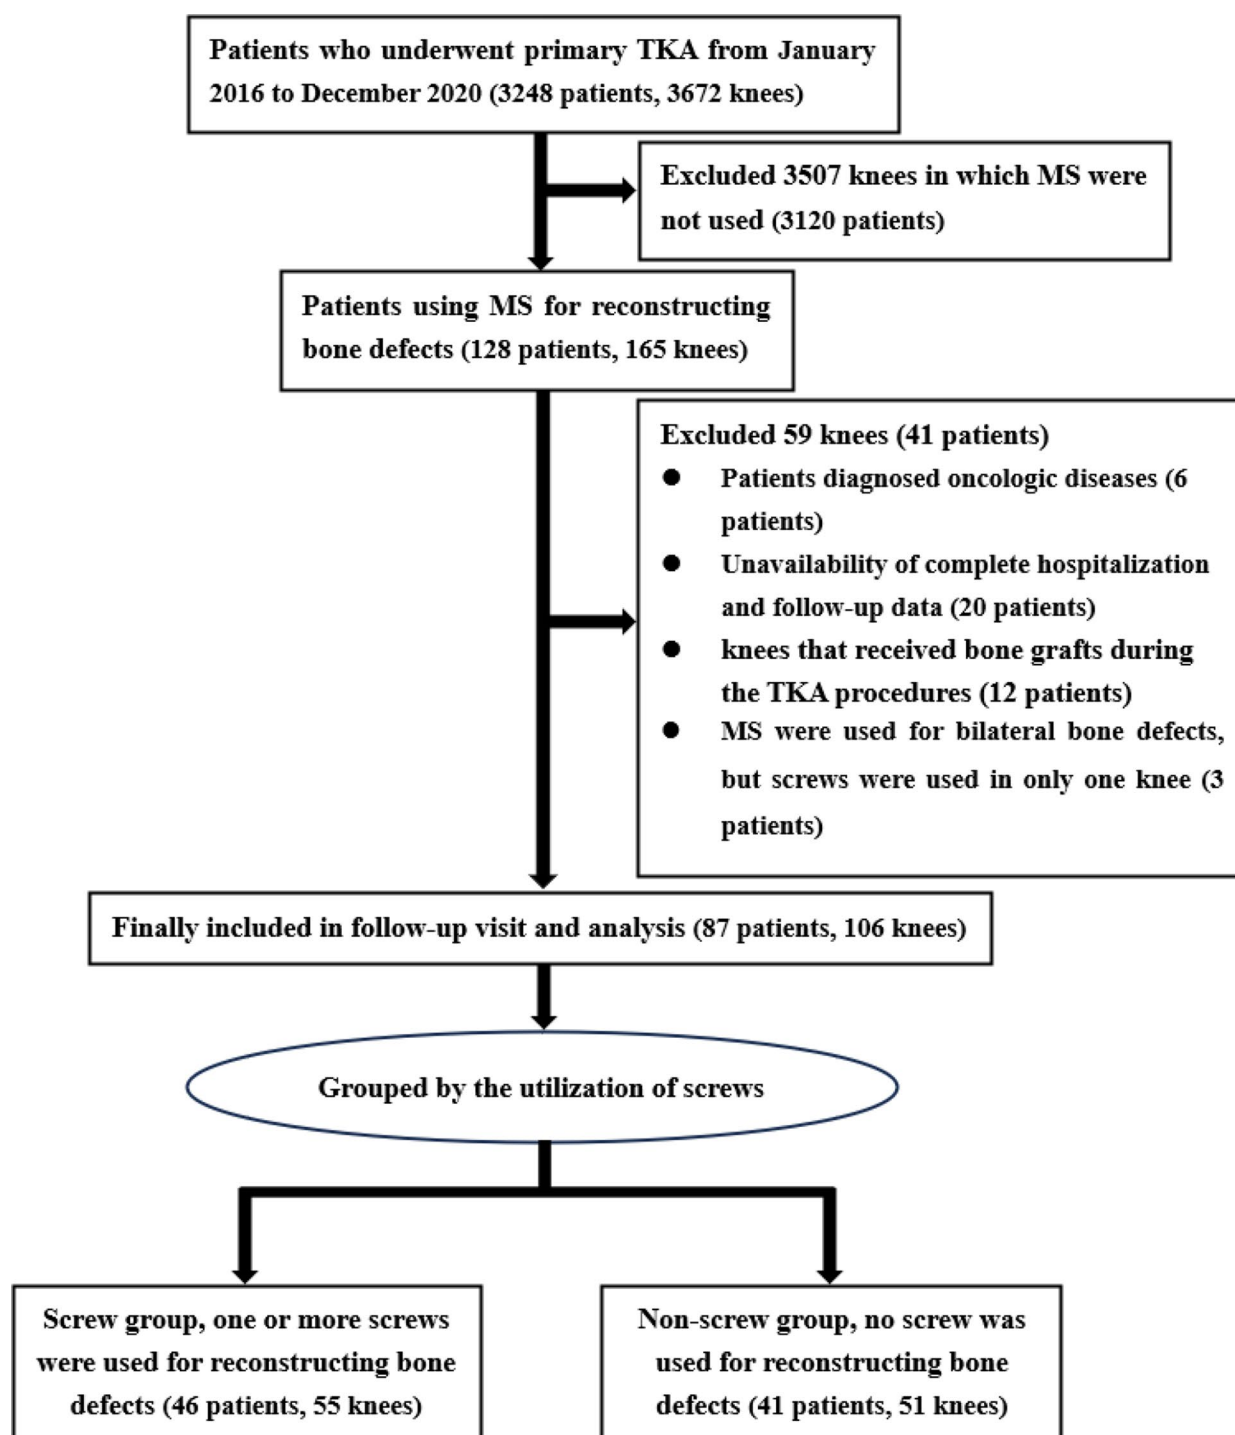 Patients who underwent primary TKA from January
2016 to December 2020 (3248 patients, 3672 knees)
Excluded 3507 knees in which MS were
not used (3120 patients)
Patients using MS for reconstructing
bone defects (128 patients, 165 knees)
Excluded 59 knees (41 patients)
● Patients diagnosed oncologic diseases (6
patients)
● Unavailability of complete hospitalization
and follow-up data (20 patients)
● knees that received bone grafts during
the TKA procedures (12 patients)
● MS were used for bilateral bone defects,
but screws were used in only one knee (3
patients)
Finally included in follow-up visit and analysis (87 patients, 106 knees)
Grouped by the utilization of screws
Screw group, one or more screws
were used for reconstructing bone
defects (46 patients, 55 knees)
Non-screw group, no screw was
used for reconstructing bone
defects (41 patients, 51 knees)